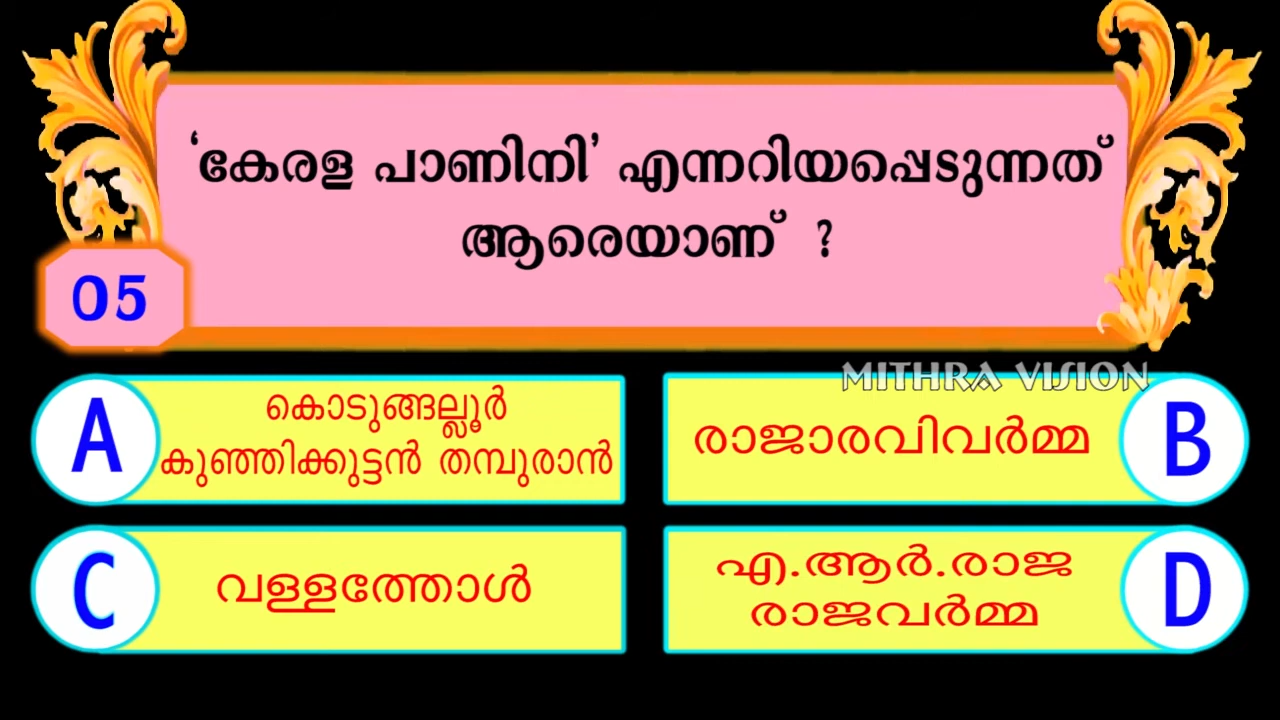 ‘കേരള പാണിനി’ എന്നറിയപ്പെടുന്നത്
ആരെയാണ് ?
05
MITHRA VISION
A
കൊടുങ്ങല്ലൂർ
കുഞ്ഞിക്കുട്ടൻ തമ്പുരാൻ
രാജാരവിവർമ്മ
B
C
വള്ളത്തോൾ
എ.ആർ.രാജ
രാജവർമ്മ
D